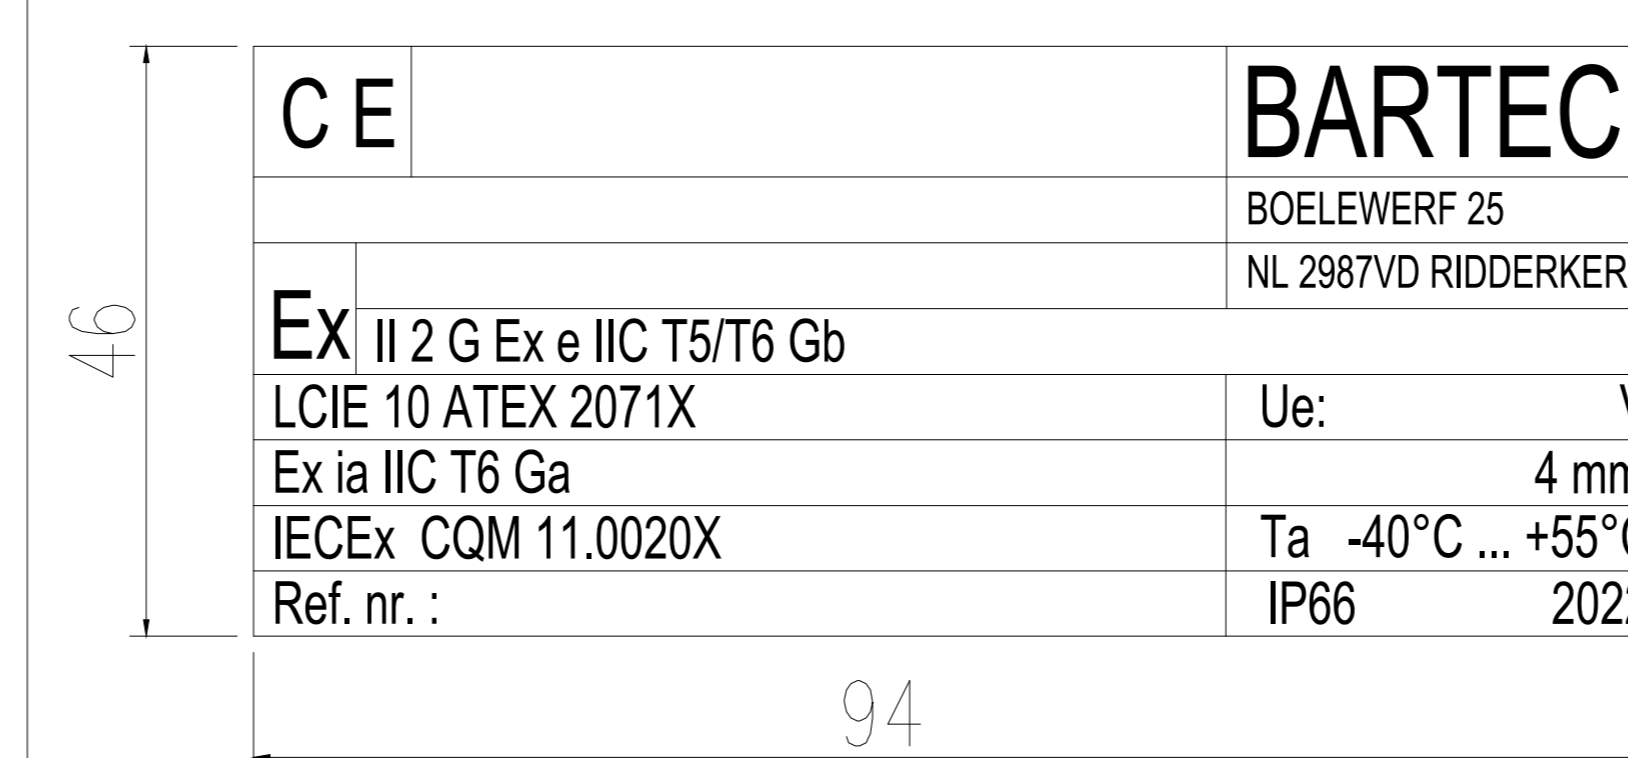 C E
BARTEC
BOELEWERF 25
NL 2987VD RIDDERKER
Ex
II 2 G Ex e IIC T5/T6 Gb
LCIE 10 ATEX 2071X
Ue:
Ex ia IIC T6 Ga
4 mm
IECEx CQM 11.0020X
Ta -40°C ... +55°C
Ref. nr. :
IP66
46
94